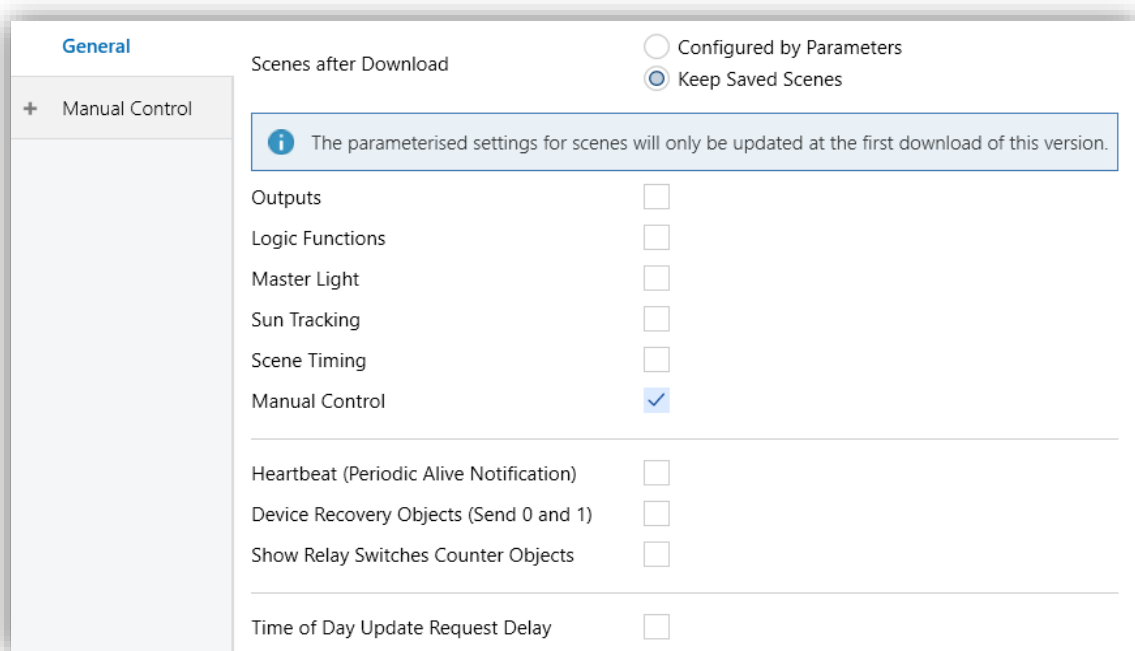 General
Manual Control
Scenes after Download
Configured by Parameters
Keep Saved Scenes
The parameterised settings for scenes will only be updated at the first download of this version.
Outputs
Logic Functions
Master Light
Sun Tracking
Scene Timing
Manual Control
Heartbeat (Periodic Alive Notification)
Device Recovery Objects (Send 0 and 1)
Show Relay Switches Counter Objects
Time of Day Update Request Delay